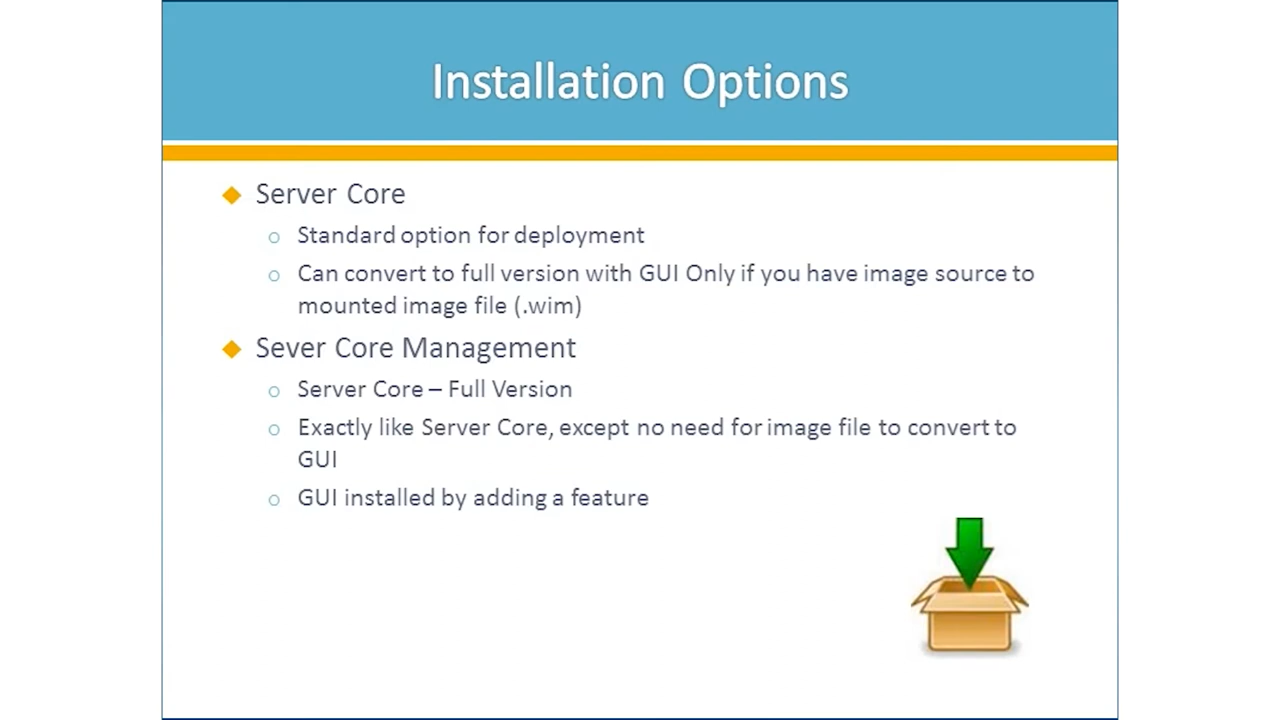 Installation Options
Server Core
Standard option for deployment
Can convert to full version with GUI Only if you have image source to
mounted image file (.wim)
Sever Core Management
Server Core – Full Version
Exactly like Server Core, except no need for image file to convert to
GUI
GUI installed by adding a feature